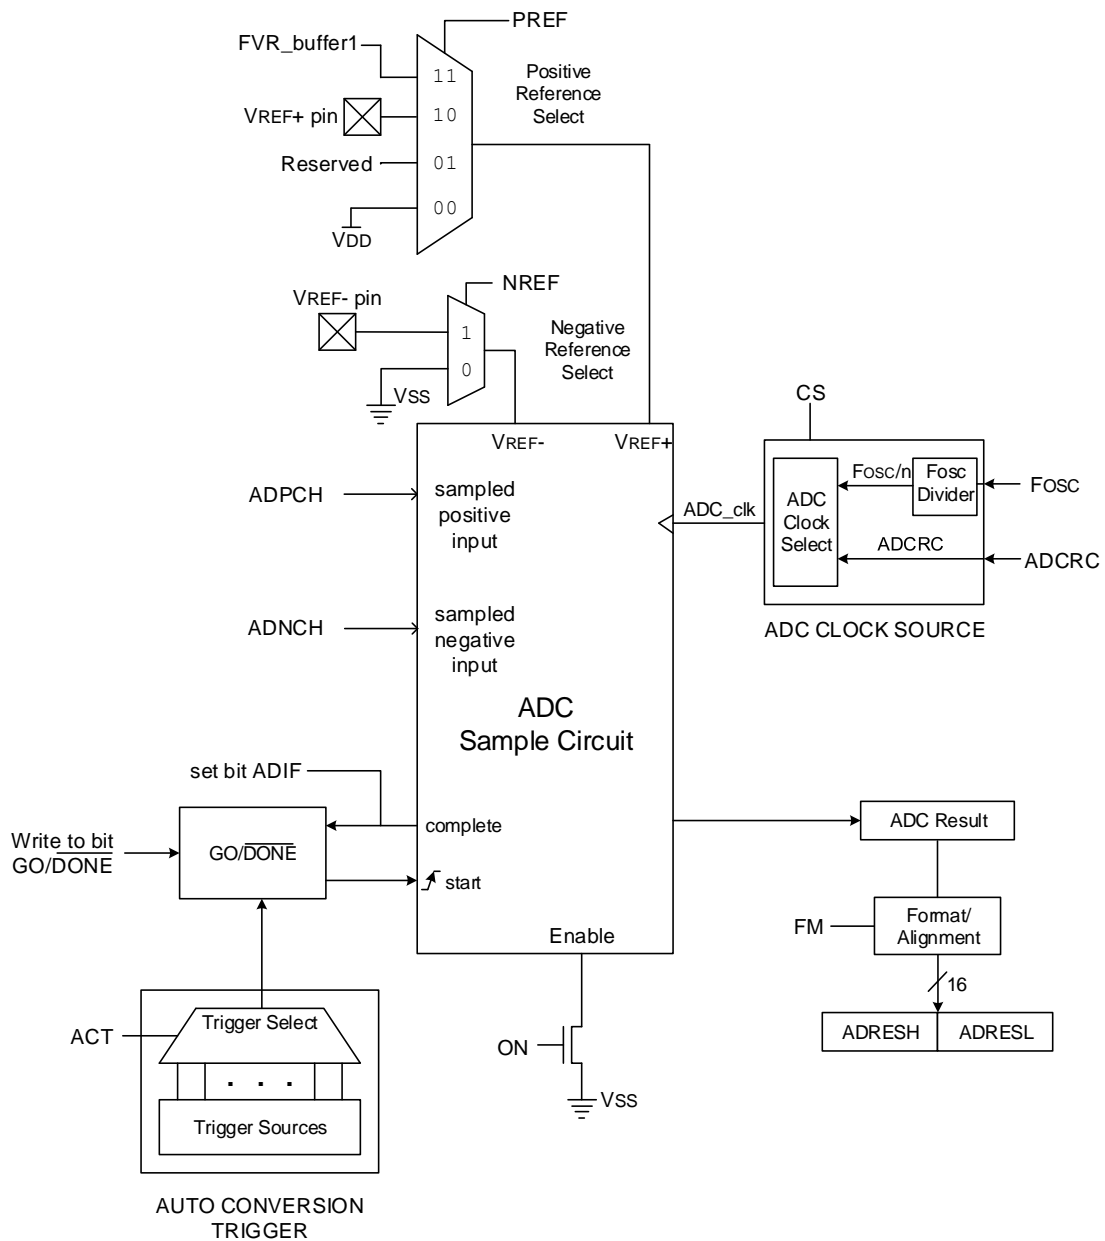 PREF
FVR_buffer1
11
Positive
Reference
Select
VREF+ pin
10
Reserved
01
00
VDD
NREF
VREF- pin
1
Negative
Reference
Select
0
VSS
CS
VREF-
VREF+
FOSC/n
Fosc
Divider
FOSC
ADPCH
sampled
positive
input
ADC_clk
ADC
Clock
Select
ADCRC
ADCRC
ADC CLOCK SOURCE
ADNCH
sampled
negative
input
ADC
Sample Circuit
set bit ADIF
complete
ADC Result
Write to bit
GO/DONE
GO/DONE
start
FM
Format/
Alignment
Enable
16
ADRESH
ADRESL
ACT
Trigger Select
ON
. . .
VSS
Trigger Sources
AUTO CONVERSION
TRIGGER